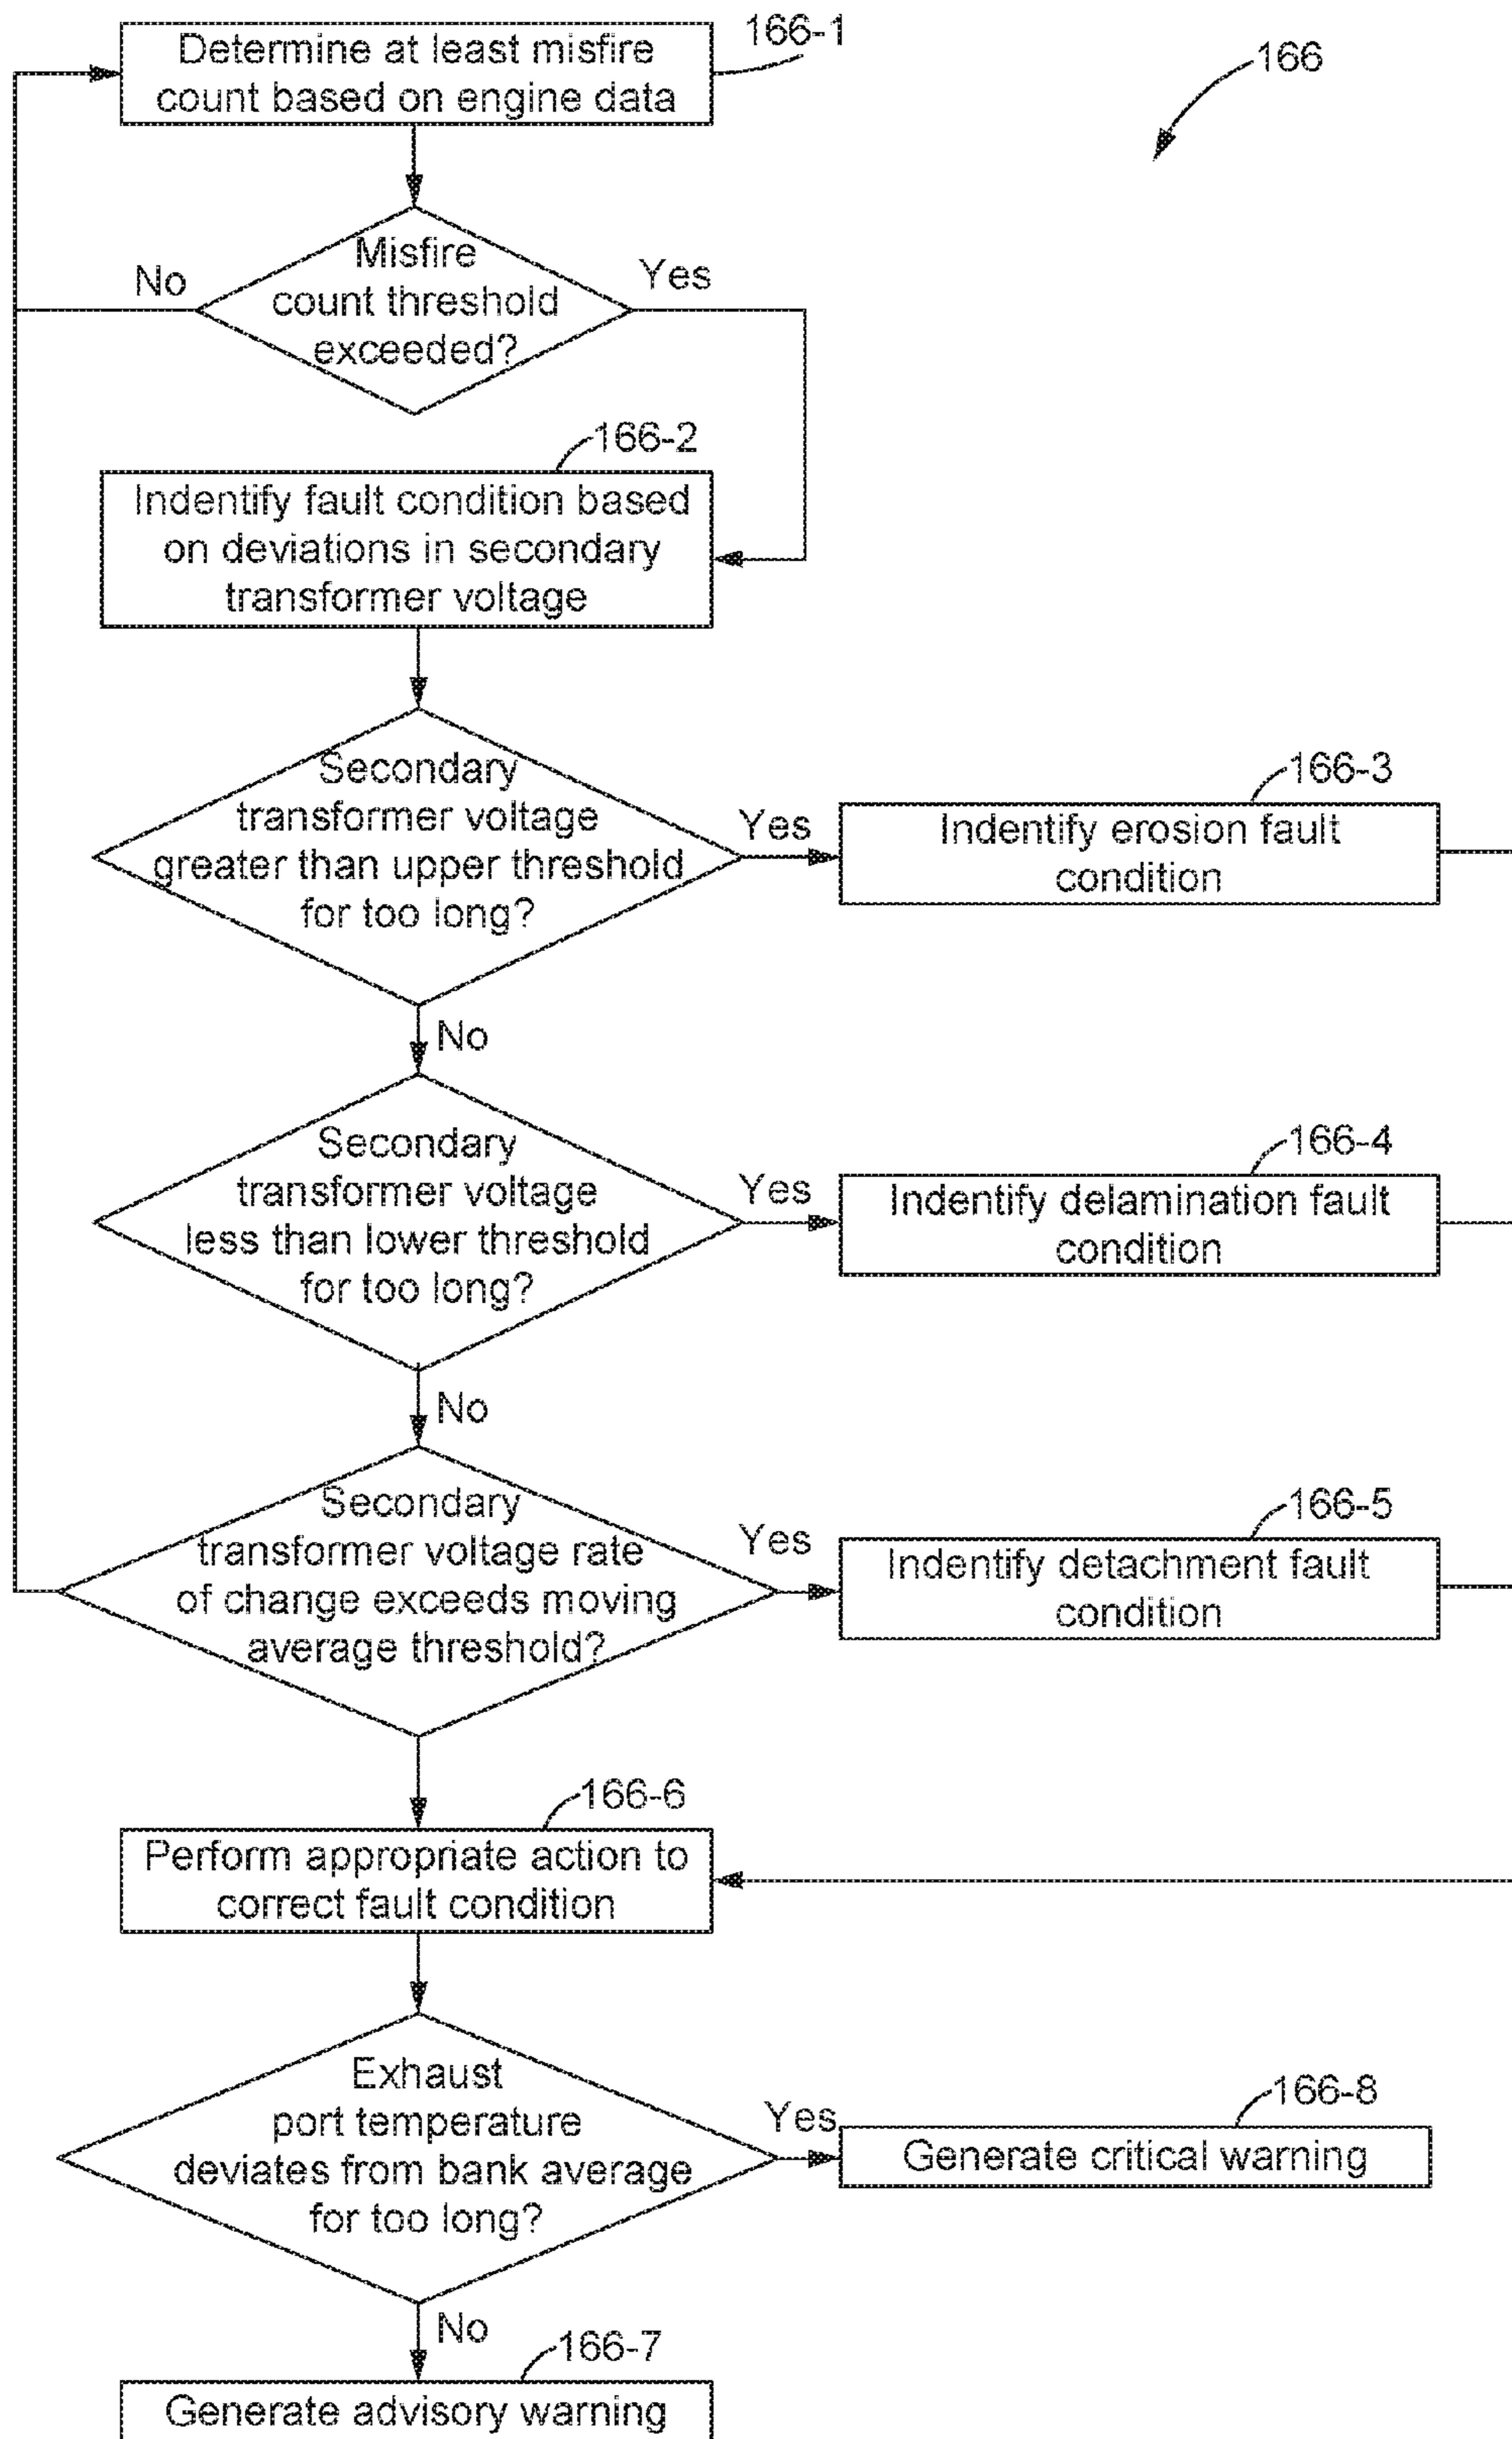 Determine at least misfire
count based on engine data
166-1
166
Misfire
count threshold
exceeded?
No
Yes
166-2
Indentify fault condition based
on deviations in secondary
transformer voltage
Secondary
transformer voltage
greater than upper threshold
for too long?
Yes
166-3
Indentify erosion fault
condition
No
Secondary
transformer voltage
less than lower threshold
for too long?
Yes
166-4
Indentify delamination fault
condition
No
Secondary
transformer voltage rate
of change exceeds moving
average threshold?
Yes
166-5
Indentify detachment fault
condition
166-6
Perform appropriate action to
correct fault condition
Exhaust
port temperature
deviates from bank average
for too long?
Yes
166-8
Generate critical warning
No
166-7
Generate advisory warning